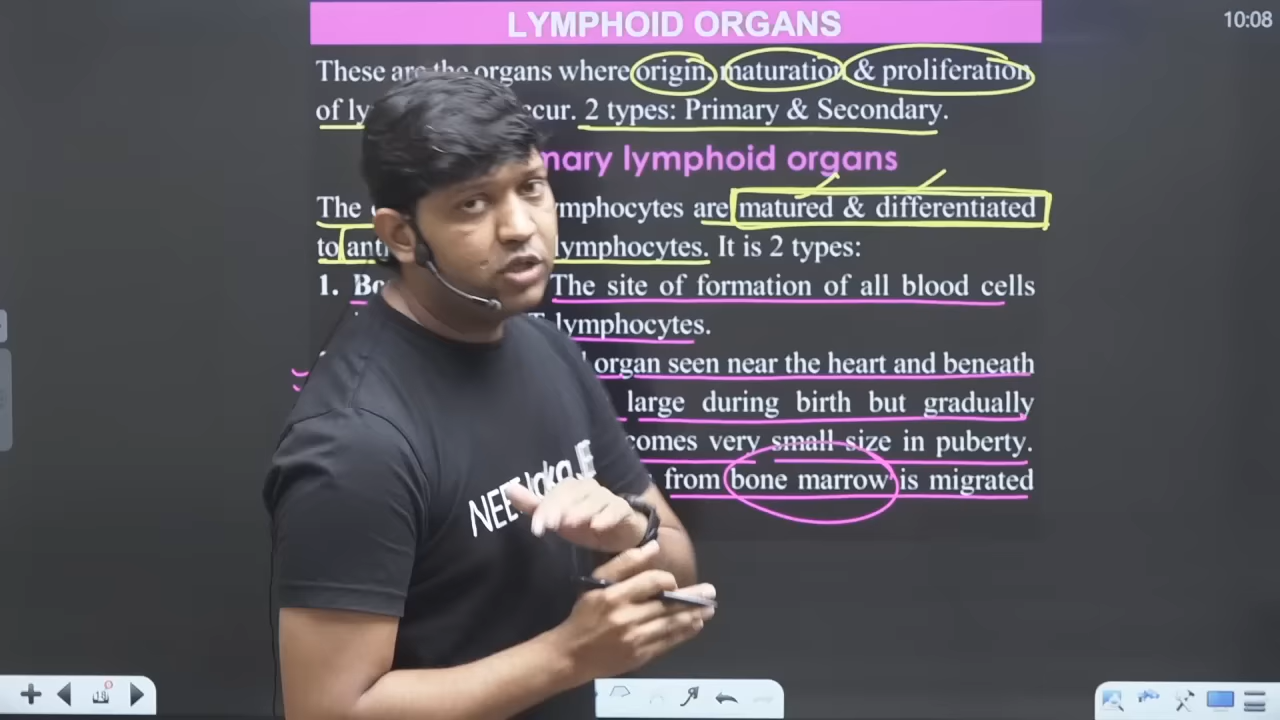 LYMPHOID ORGANS
10:08
These are the organs where origin, maturation & proliferation
of ly ccur. 2 types: Primary & Secondary.
mary lymphoid organs
The mphocytes are matured & differentiated
to anti lymphocytes. It is 2 types:
1. Bo The site of formation of all blood cells
lymphocytes.
organ seen near the heart and beneath
large during birth but gradually
comes very small size in puberty.
from bone marrow is migrated
NEET